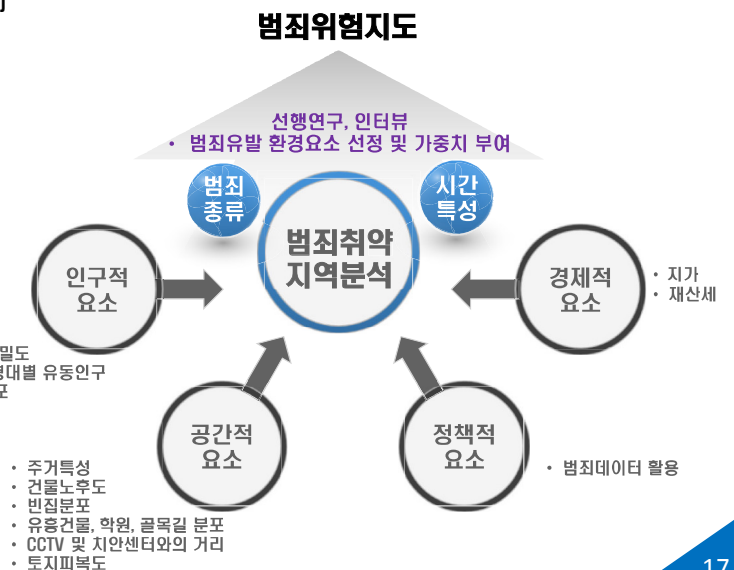 범죄위험지도
선행연구, 인터뷰
• 범죄유발 환경요소 선정 및 가중치 부여
범죄
종류
시간
특성
범죄취약
지역분석
인구적
요소
경제적
요소
• 지가
• 재산세
밀도
령대별 유동인구
포
공간적
요소
정책적
요소
• 주거특성
• 건물노후도
• 빈집분포
• 유흥건물, 학원, 골목길 분포
• CCTV 및 치안센터와의 거리
• 토지피복도
• 범죄데이터 활용
17